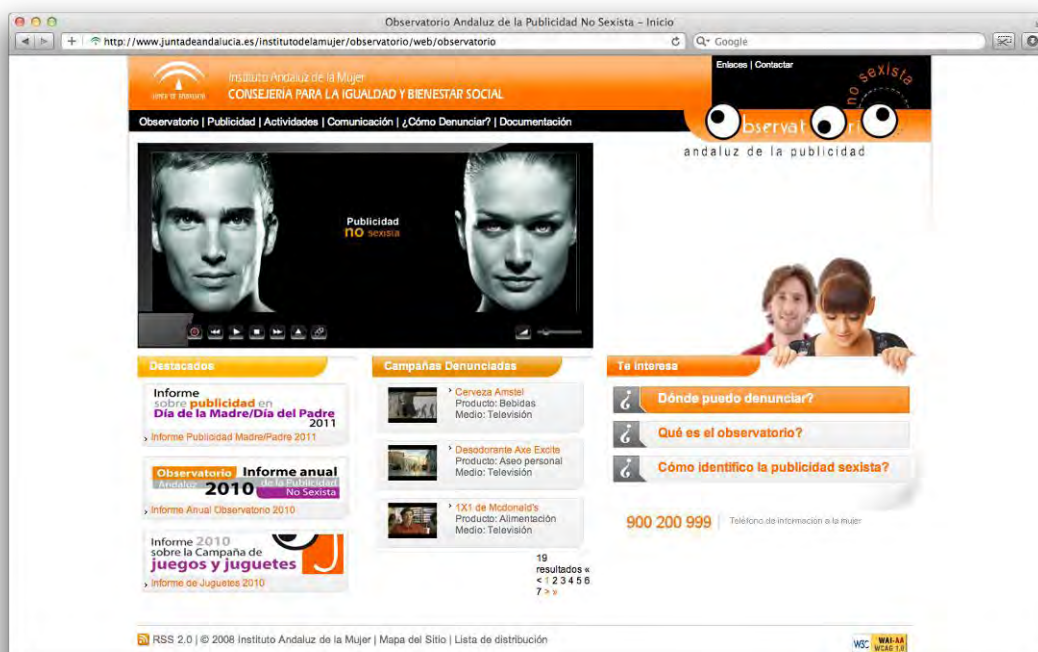 Observatorio Andaluz de la Publicidad No Sexista – Inicio
http://www.juntadeandalucia.es/institutodelamujer/observatorio/web/observatorio
Google
JUNTA DE ANDALUCIA
Instituto Andaluz de la Mujer
CONSEJERÍA PARA LA IGUALDAD Y BIENESTAR SOCIAL
Enlaces | Contactar
no sexista
Observatorio
andaluz de la publicidad
Observatorio | Publicidad | Actividades | Comunicación | ¿Cómo Denunciar? | Documentación
Publicidad
no sexista
Destacados
Informe
sobre publicidad en
Día de la Madre/Día del Padre
2011
Informe Publicidad Madre/Padre 2011
Observatorio Informe anual
Andaluz 2010 de la Publicidad
No Sexista
Informe Anual Observatorio 2010
Informe 2010
sobre la Campaña de
juegos y juguetes
Informe de Juguetes 2010
Campañas Denunciadas
Cerveza Amstel
Producto: Bebidas
Medio: Televisión
Desodorante Axe Excite
Producto: Aseo personal
Medio: Televisión
1X1 de Mcdonald's
Producto: Alimentación
Medio: Televisión
19
resultados «
< 1 2 3 4 5 6
7 > »
Te interesa
¿ Dónde puedo denunciar?
¿ Qué es el observatorio?
¿ Cómo identifico la publicidad sexista?
900 200 999 Teléfono de información a la mujer
RSS 2.0 | © 2008 Instituto Andaluz de la Mujer | Mapa del Sitio | Lista de distribución
W3C WAI-AA
WCAG 1.0